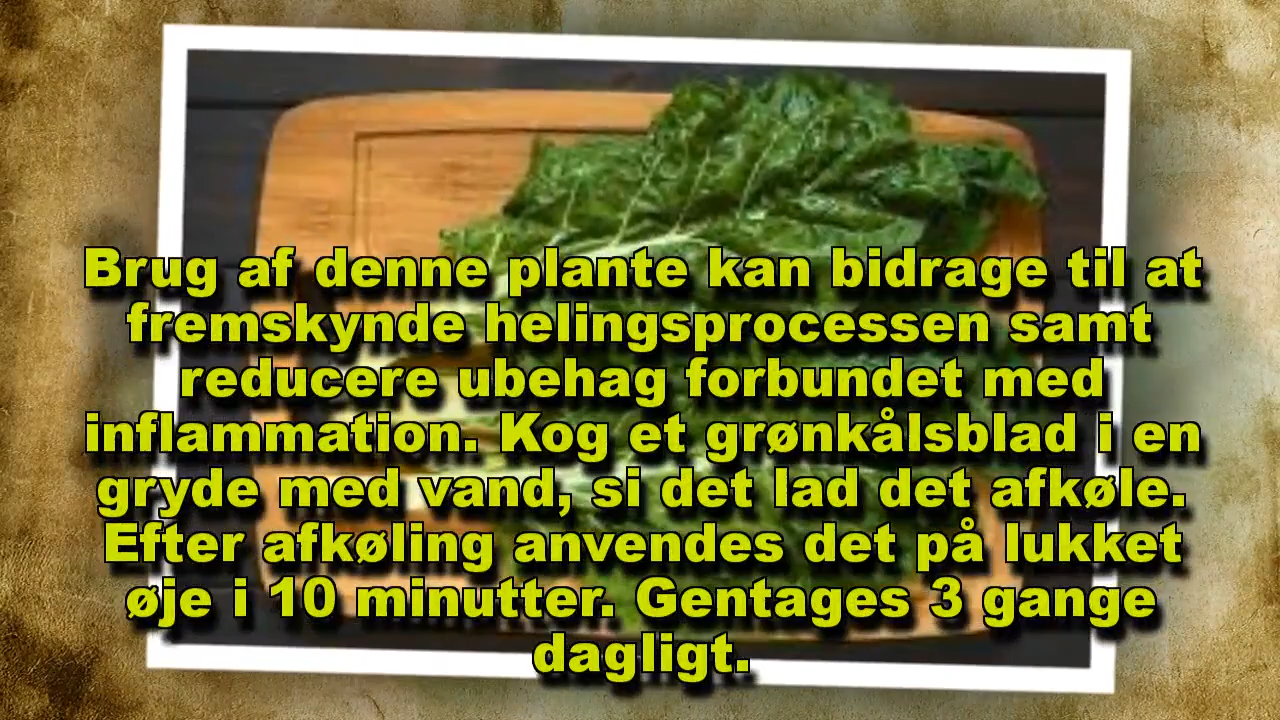 Brug af denne plante kan bidrage til at
fremskynde helingsprocessen samt
reducere ubehag forbundet med
inflammation. Kog et grønkålsblad i en
gryde med vand, si det lad det afkøle.
Efter afkøling anvendes det på lukket
øje i 10 minutter. Gentages 3 gange
dagligt.